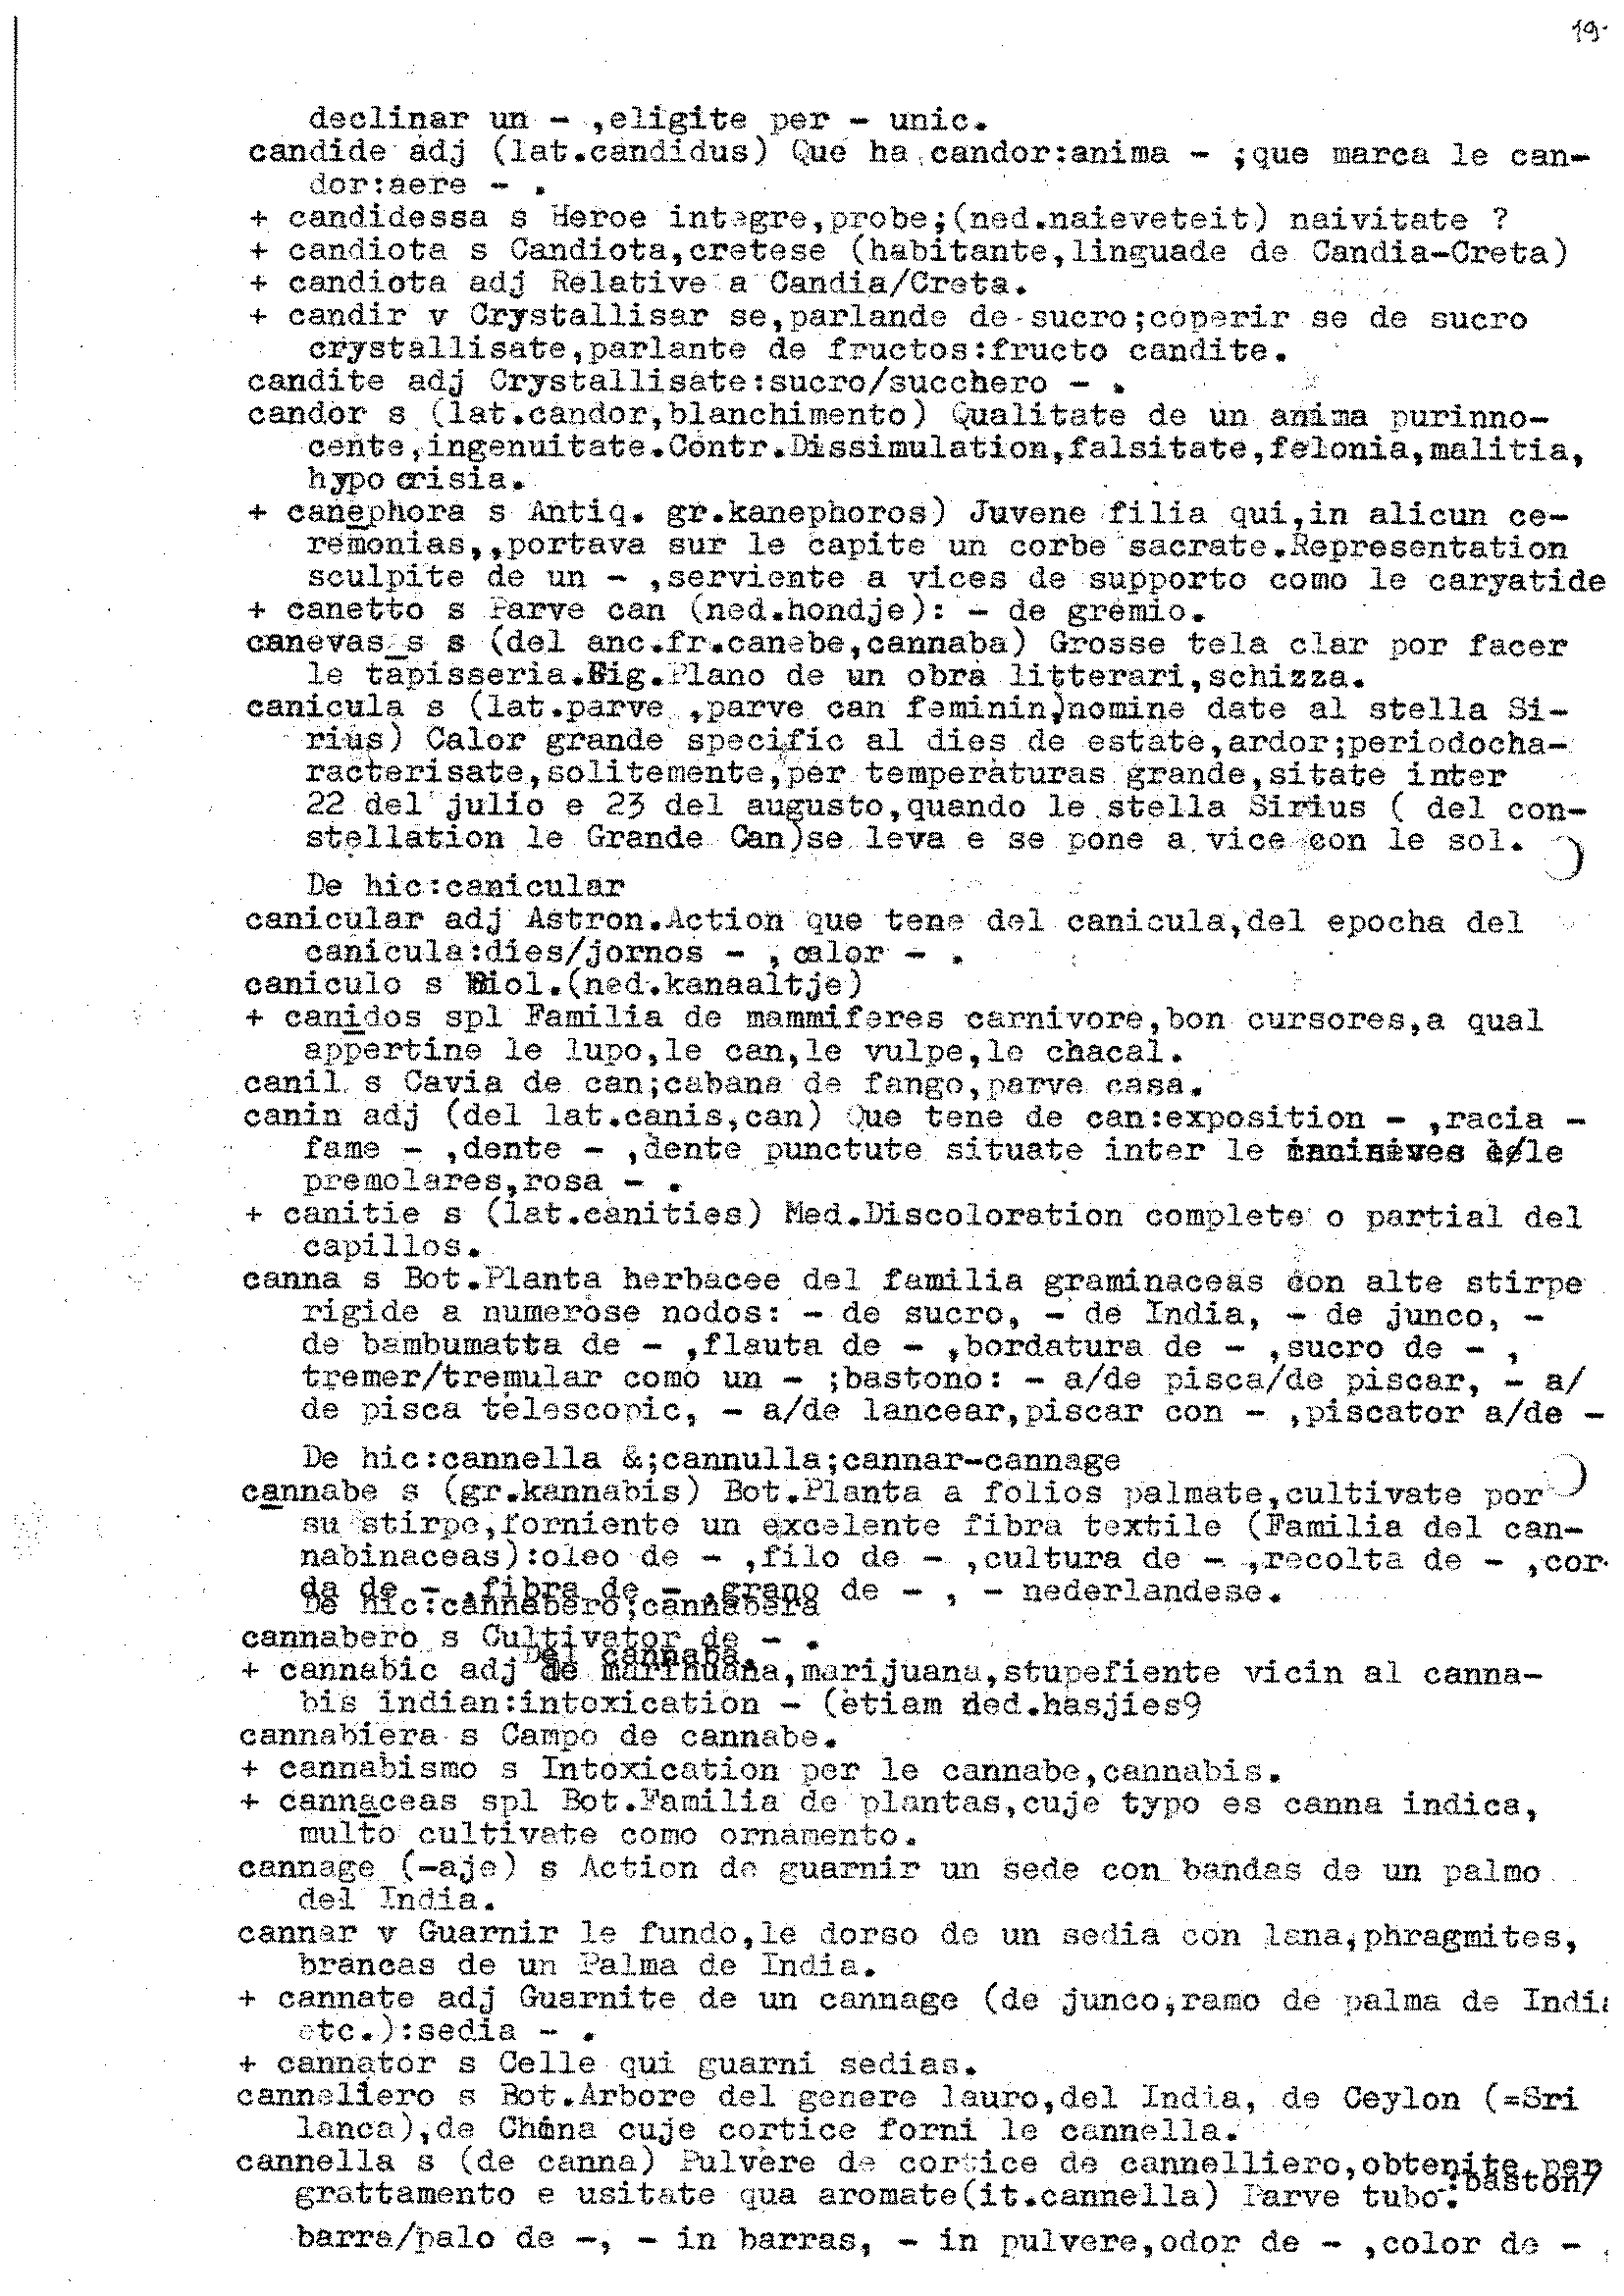 19.
declinar un - ,eligite per - unic.
candide adj (lat.candidus) Que ha candor:anima - ;que marca le can-
dor:aere - .
+ candidessa s Heroe integre,probe;(ned.naieveteit) naivitate ?
+ candiota s Candiota,cretese (habitante,linguade de Candia-Creta)
+ candiota adj Relative a Candia/Creta.
+ candir v Crystallisar se,parlande de sucro;coperir se de sucro
crystallisate,parlante de fructos:fructo candite.
candite adj Crystallisate:sucro/succhero - .
candor s (lat.candor,blanchimento) Qualitate de un anima purinno-
cente,ingenuitate.Contr.Dissimulation,falsitate,felonia,malitia,
hypocrisia.
+ canephora s Antiq. gr.kanephoros) Juvene filia qui,in alicun ce-
remonias,,portava sur le capite un corbe sacrate.Representation
sculpite de un - ,serviente a vices de supporto como le caryatide
+ canetto s Parve can (ned.hondje): - de gremio.
canevas s s (del anc.fr.canebe,cannaba) Grosse tela clar por facer
le tapisseria.Fig.Plano de un obra litterari,schizza.
canicula s (lat.parve ,parve can feminin,)nomine date al stella Si-
rius) Calor grande specific al dies de estate,ardor;periodocha-
racterisate,solitemente,per temperaturas grande,sitate inter
22 del julio e 23 del augusto,quando le stella Sirius ( del con-
stellation le Grande Can)se leva e se pone a vice con le sol.
De hic:canicular
canicular adj Astron.Action que tene del canicula,del epocha del
canicula:dies/jornos - , calor - .
caniculo s Biol.(ned.kanaaltje)
+ canidos spl Familia de mammiferes carnivore,bon cursores,a qual
appertine le lupo,le can,le vulpe,le chacal.
canil s Cavia de can;cabana de fango,parve casa.
canin adj (del lat.canis,can) Que tene de can:exposition - ,racia -
fame - ,dente - ,dente punctute situate inter le e/le
premolares,rosa - .
+ canitie s (lat.canities) Med.Discoloration complete o partial del
capillos.
canna s Bot.Planta herbacee del familia graminaceas con alte stirpe
rigide a numerose nodos: - de sucro, - de India, - de junco, -
de bambumatta de - ,flauta de - ,bordatura de - ,sucro de - ,
tremer/tremular como un - ;bastono: - a/de pisca/de piscar, - a/
de pisca telescopic, - a/de lancear,piscar con - ,piscator a/de -
De hic:cannella &;cannulla;cannar-cannage
cannabe s (gr.kannabis) Bot.Planta a folios palmate,cultivate por
su stirpe,forniente un excelente fibra textile (Familia del can-
nabinaceas):oleo de - ,filo de - ,cultura de - ,recolta de - ,cor-
da de - ,fibra de - ,grano de - , - nederlandese.
De hic:cannabero;cannabera
cannabero s Cultivator de - .
Del cannaba,
+ cannabic adj de marihuana,marijuana,stupefiente vicin al canna-
bis indian:intoxication - (etiam ned.hasjies9
cannabiera s Campo de cannabe.
+ cannabismo s Intoxication per le cannabe,cannabis.
+ cannaceas spl Bot.Familia de plantas,cuje typo es canna indica,
multo cultivate como ornamento.
cannage (-aje) s Action de guarnir un sede con bandas de un palmo
del India.
cannar v Guarnir le fundo,le dorso de un sedia con lana,phragmites,
brancas de un Palma de India.
+ cannate adj Guarnite de un cannage (de junco,ramo de palma de India
etc.):sedia - .
+ cannator s Celle qui guarni sedias.
canneliero s Bot.Arbore del genere lauro,del India, de Ceylon (=Sri
lanca),de China cuje cortice forni le cannella.
cannella s (de canna) Pulvere de cortice de cannelliero,obtenite per
grattamento e usitate qua aromate(it.cannella) Parve tubo.:baston/
barra/palo de -, - in barras, - in pulvere,odor de - ,color de - ,